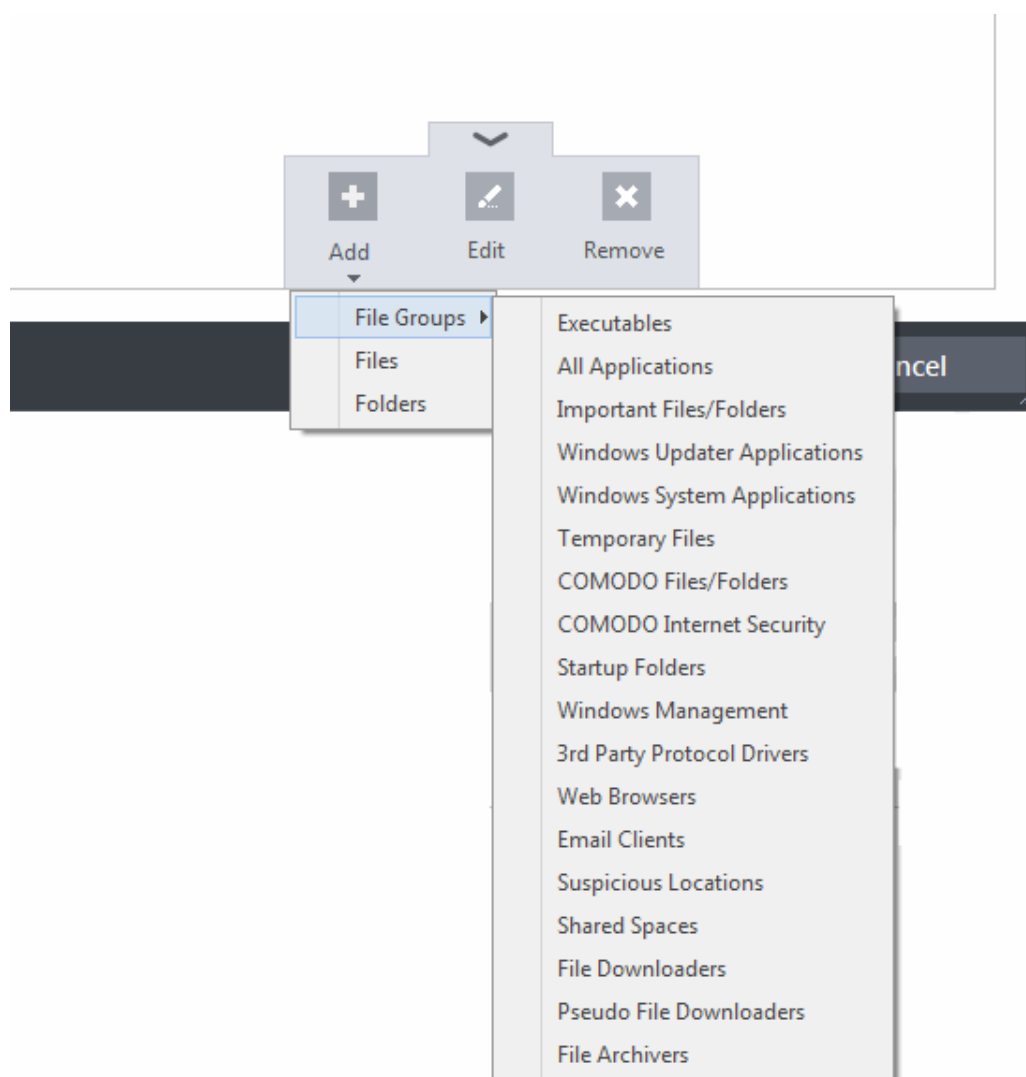 Add Edit Remove
File Groups
Files
Folders
Executables
All Applications
Important Files/Folders
Windows Updater Applications
Windows System Applications
Temporary Files
COMODO Files/Folders
COMODO Internet Security
Startup Folders
Windows Management
3rd Party Protocol Drivers
Web Browsers
Email Clients
Suspicious Locations
Shared Spaces
File Downloaders
Pseudo File Downloaders
File Archivers
ncel